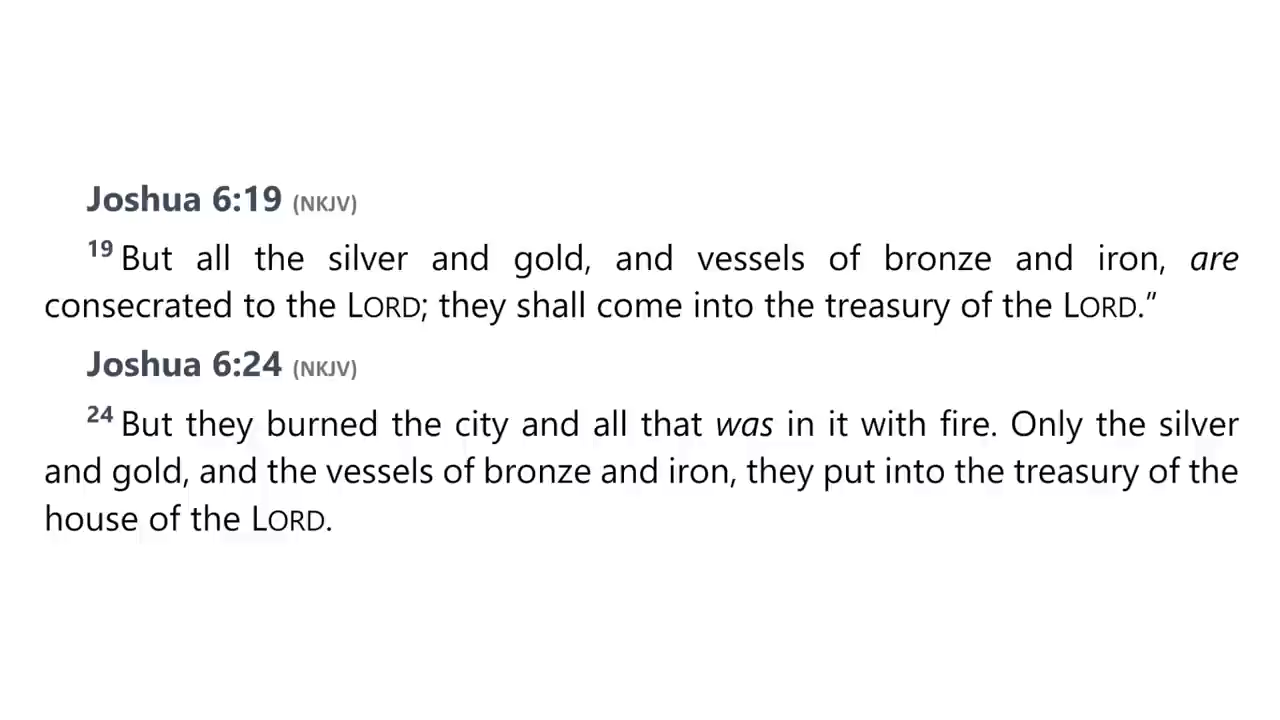 Joshua 6:19 (NKJV)
19 But all the silver and gold, and vessels of bronze and iron, are
consecrated to the LORD; they shall come into the treasury of the LORD.”
Joshua 6:24 (NKJV)
24 But they burned the city and all that was in it with fire. Only the silver
and gold, and the vessels of bronze and iron, they put into the treasury of the
house of the LORD.